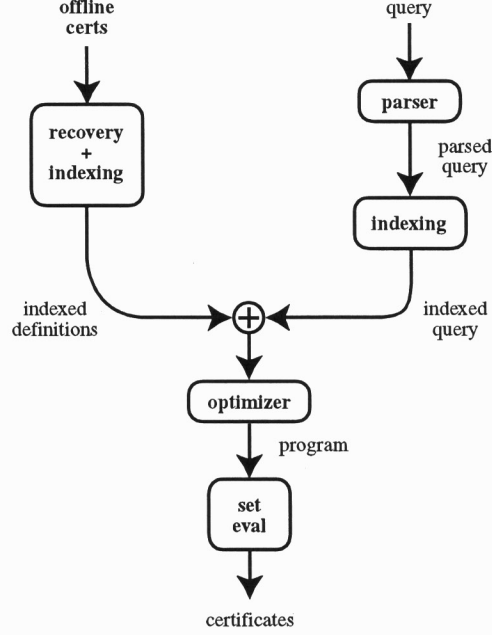 offline
certs
query
parser
recovery
+
indexing
parsed
query
indexing
indexed
definitions
+
indexed
query
optimizer
program
set
eval
certificates